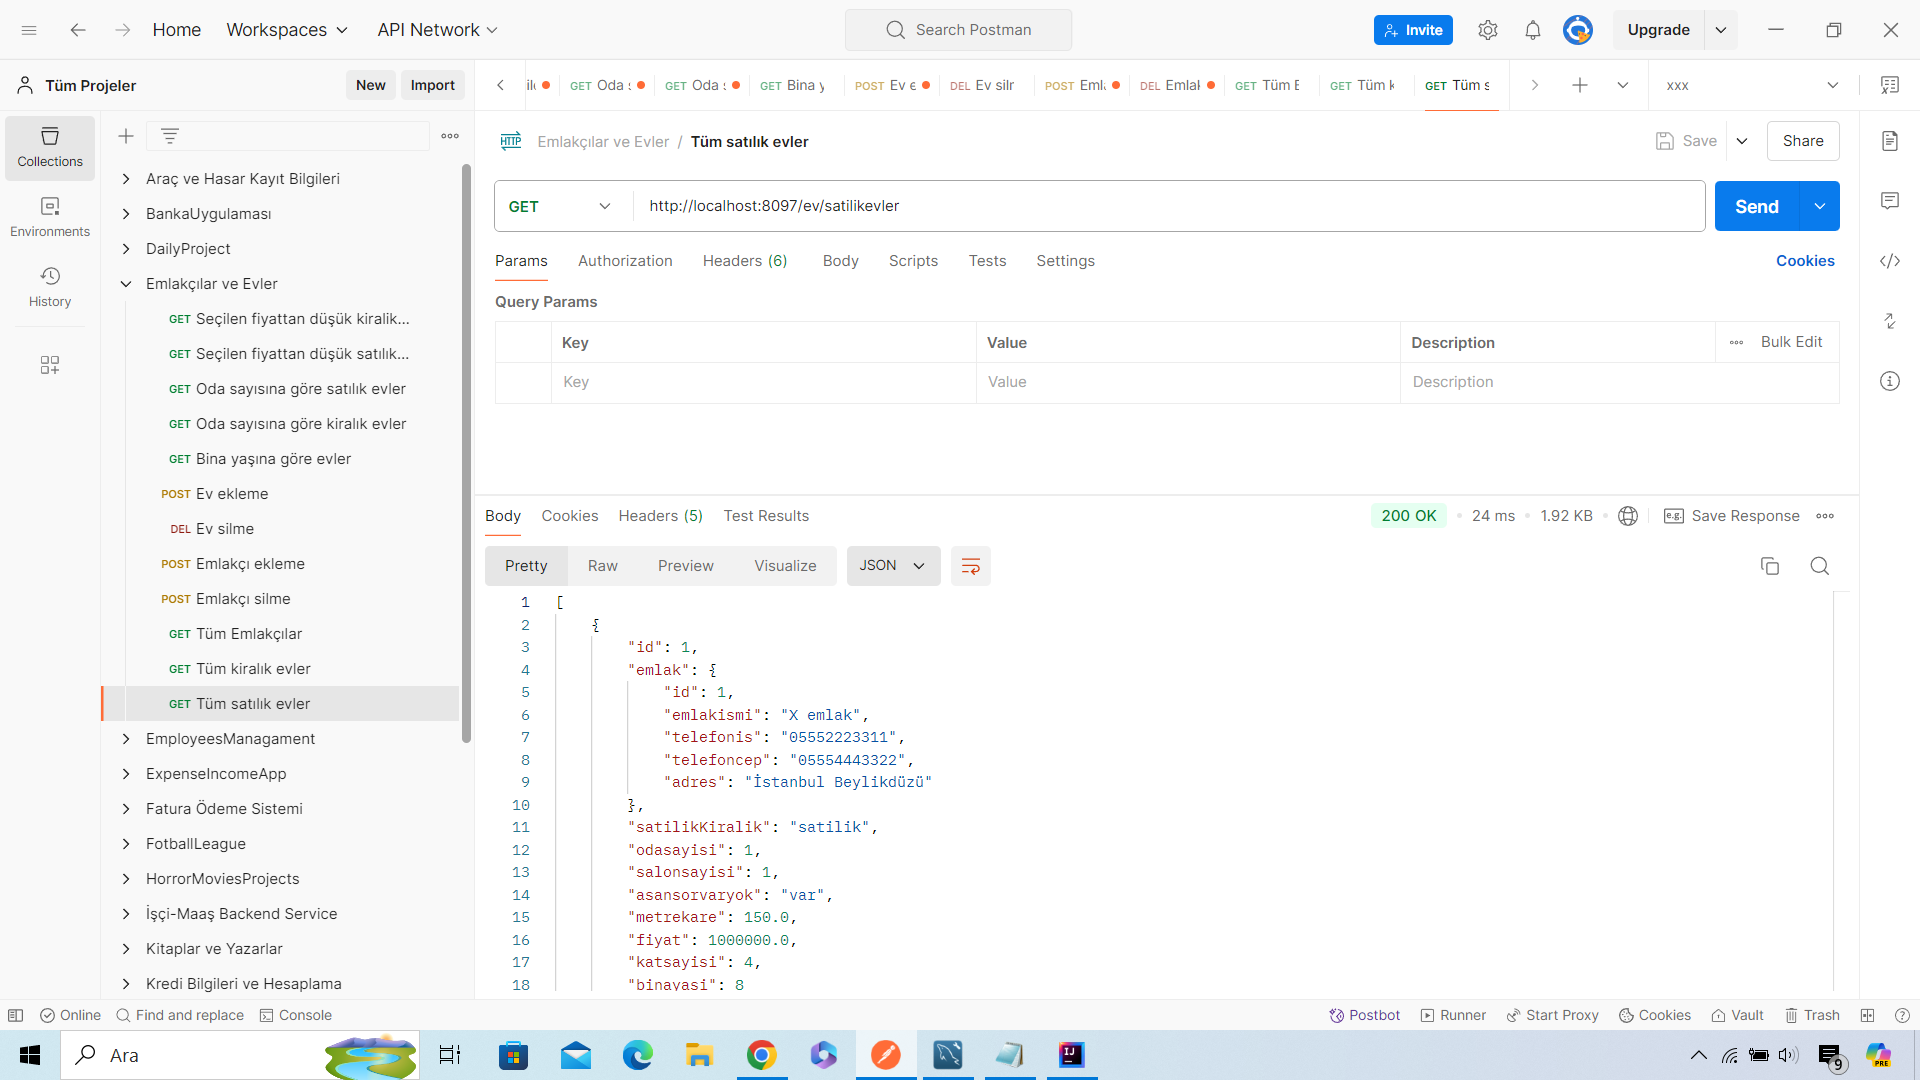 Home Workspaces API Network Search Postman Invite Upgrade
Tüm Projeler New Import
GET Oda s GET Oda s GET Bina y POST Ev e DEL Ev silr POST Emla DEL Emlak GET Tüm E GET Tüm k GET Tüm s xxx
Collections
Environments
History
Araç ve Hasar Kayıt Bilgileri
BankaUygulaması
DailyProject
Emlakçılar ve Evler
GET Seçilen fiyattan düşük kiralik...
GET Seçilen fiyattan düşük satılık...
GET Oda sayısına göre satılık evler
GET Oda sayısına göre kiralık evler
GET Bina yaşına göre evler
POST Ev ekleme
DEL Ev silme
POST Emlakçı ekleme
POST Emlakçı silme
GET Tüm Emlakçılar
GET Tüm kiralık evler
GET Tüm satılık evler
EmployeesManagament
ExpenseIncomeApp
Fatura Ödeme Sistemi
FotballLeague
HorrorMoviesProjects
İşçi-Maaş Backend Service
Kitaplar ve Yazarlar
Kredi Bilgileri ve Hesaplama
HTTP Emlakçılar ve Evler / Tüm satılık evler Save Share
GET http://localhost:8097/ev/satilikevler Send
Params Authorization Headers (6) Body Scripts Tests Settings Cookies
Query Params
Key Value Description Bulk Edit
Key Value Description
Body Cookies Headers (5) Test Results 200 OK 24 ms 1.92 KB e.g. Save Response
Pretty Raw Preview Visualize JSON
1 [
2 {
3 "id": 1,
4 "emlak": {
5 "id": 1,
6 "emlakismi": "X emlak",
7 "telefonis": "05552223311",
8 "telefoncep": "05554443322",
9 "adres": "İstanbul Beylikdüzü"
10 },
11 "satilikKiralik": "satilik",
12 "odasayisi": 1,
13 "salonsayisi": 1,
14 "asansorvaryok": "var",
15 "metrekare": 150.0,
16 "fiyat": 1000000.0,
17 "katsayisi": 4,
18 "binayasi": 8
Online Find and replace Console Postbot Runner Start Proxy Cookies Vault Trash
Ara IJ 9 PRE